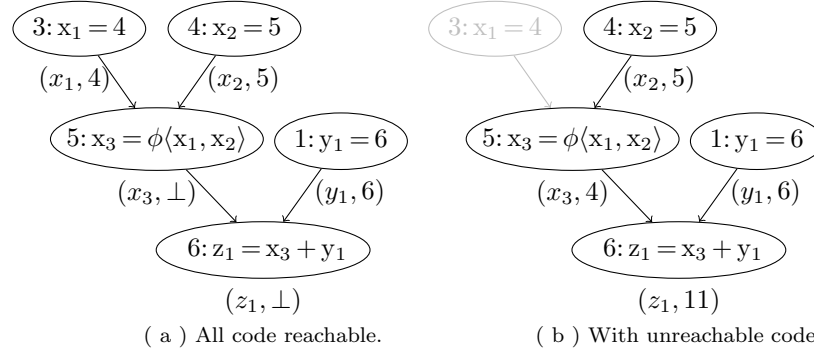 3: x₁ = 4 4: x₂ = 5 3: x₁ = 4 4: x₂ = 5
(x₁, 4) (x₂, 5) (x₂, 5)
5: x₃ = ϕ⟨x₁, x₂⟩ 1: y₁ = 6 5: x₃ = ϕ⟨x₁, x₂⟩ 1: y₁ = 6
(x₃, ⊥) (y₁, 6) (x₃, 4) (y₁, 6)
6: z₁ = x₃ + y₁ 6: z₁ = x₃ + y₁
(z₁, ⊥) (z₁, 11)
( a ) All code reachable. ( b ) With unreachable code